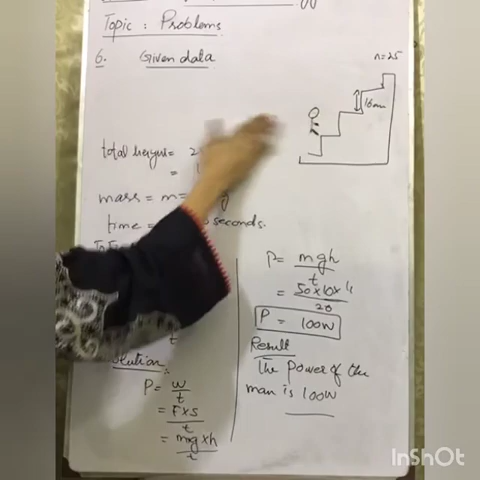 Topic : Problems
6. Given data
n=25
16cm
total height =
=
mass = m =
time = seconds.
t
P = W
t
= F x S
t
= mg x h
t
P = mgh
t
= 50 x 10 x 4
20
P = 100W
Result
The power of the
man is 100W
InShOt